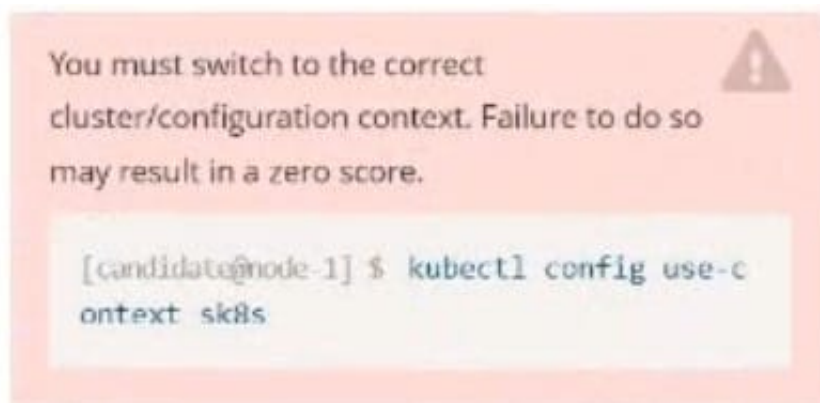 You must switch to the correct
cluster/configuration context. Failure to do so
may result in a zero score.
[candidate@node-1] $ kubectl config use-c
ontext sk8s